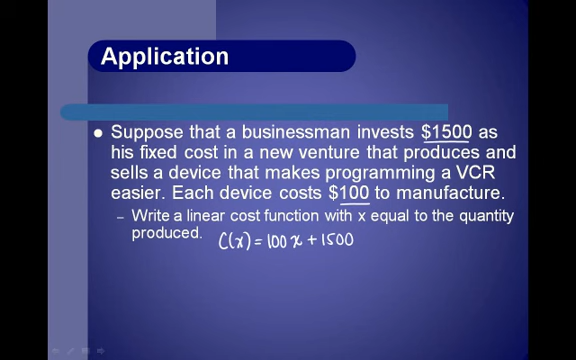 Application
• Suppose that a businessman invests $1500 as
his fixed cost in a new venture that produces and
sells a device that makes programming a VCR
easier. Each device costs $100 to manufacture.
– Write a linear cost function with x equal to the quantity
produced. C(x) = 100x + 1500